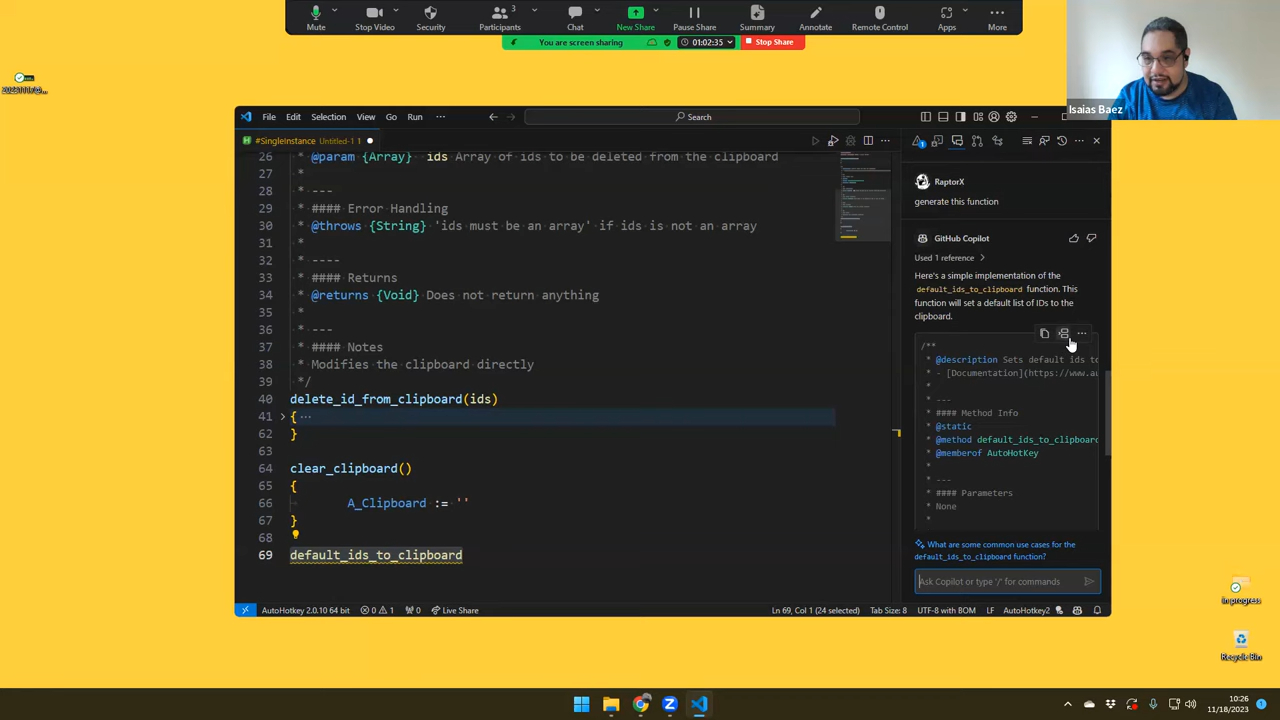 Mute
Stop Video
Security
Participants
3
Chat
New Share
Pause Share
Summary
Annotate
Remote Control
Apps
More
You are screen sharing
01:02:35
Stop Share
Isaias Baez
File Edit Selection View Go Run ···
Search
#SingleInstance Untitled-1 1
26 * @param {Array} ids Array of ids to be deleted from the clipboard
27 *
28 * ---
29 * #### Error Handling
30 * @throws {String} 'ids must be an array' if ids is not an array
31 *
32 * ----
33 * #### Returns
34 * @returns {Void} Does not return anything
35 *
36 * ---
37 * #### Notes
38 * Modifies the clipboard directly
39 */
40 delete_id_from_clipboard(ids)
41 { ···
62 }
63
64 clear_clipboard()
65 {
66 A_Clipboard := ''
67 }
68
69 default_ids_to_clipboard
RaptorX
generate this function
GitHub Copilot
Used 1 reference >
Here's a simple implementation of the
default_ids_to_clipboard function. This
function will set a default list of IDs to the
clipboard.
/**
* @description Sets default ids to
* - [Documentation](https://www.au
*
* ---
* #### Method Info
* @static
* @method default_ids_to_clipboard
* @memberof AutoHotKey
*
* ---
* #### Parameters
* None
*
What are some common use cases for the
default_ids_to_clipboard function?
Ask Copilot or type '/' for commands
AutoHotkey 2.0.10 64 bit
0
1
0
Live Share
Ln 69, Col 1 (24 selected)
Tab Size: 8
UTF-8 with BOM
LF
AutoHotkey2
In progress
Recycle Bin
10:26
11/18/2023